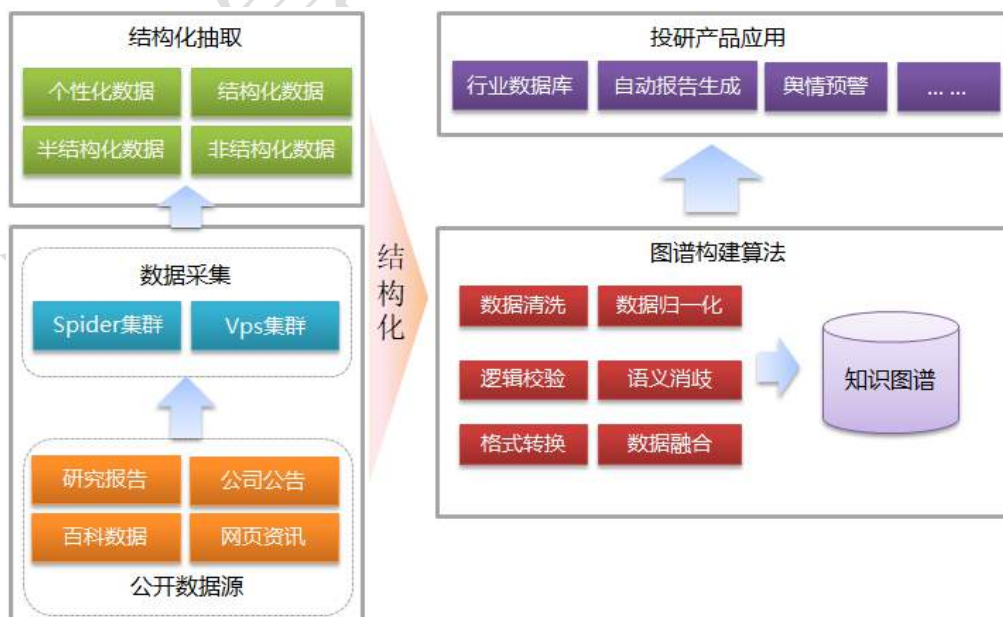 结构化抽取
个性化数据
结构化数据
半结构化数据
非结构化数据
数据采集
Spider集群
Vps集群
研究报告
公司公告
百科数据
网页资讯
公开数据源
结构化
投研产品应用
行业数据库
自动报告生成
舆情预警
... ...
图谱构建算法
数据清洗
数据归一化
逻辑校验
语义消歧
格式转换
数据融合
知识图谱